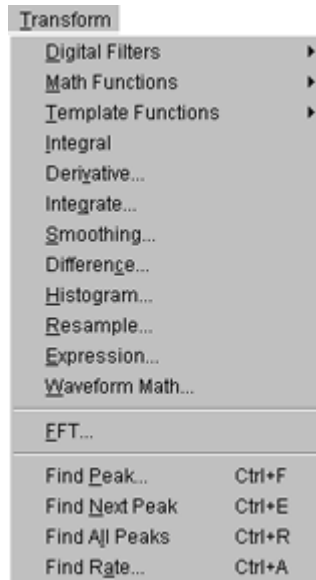 Transform
Digital Filters
Math Functions
Template Functions
Integral
Derivative...
Integrate...
Smoothing...
Difference...
Histogram...
Resample...
Expression...
Waveform Math...
FFT...
Find Peak... Ctrl+F
Find Next Peak Ctrl+E
Find All Peaks Ctrl+R
Find Rate... Ctrl+A